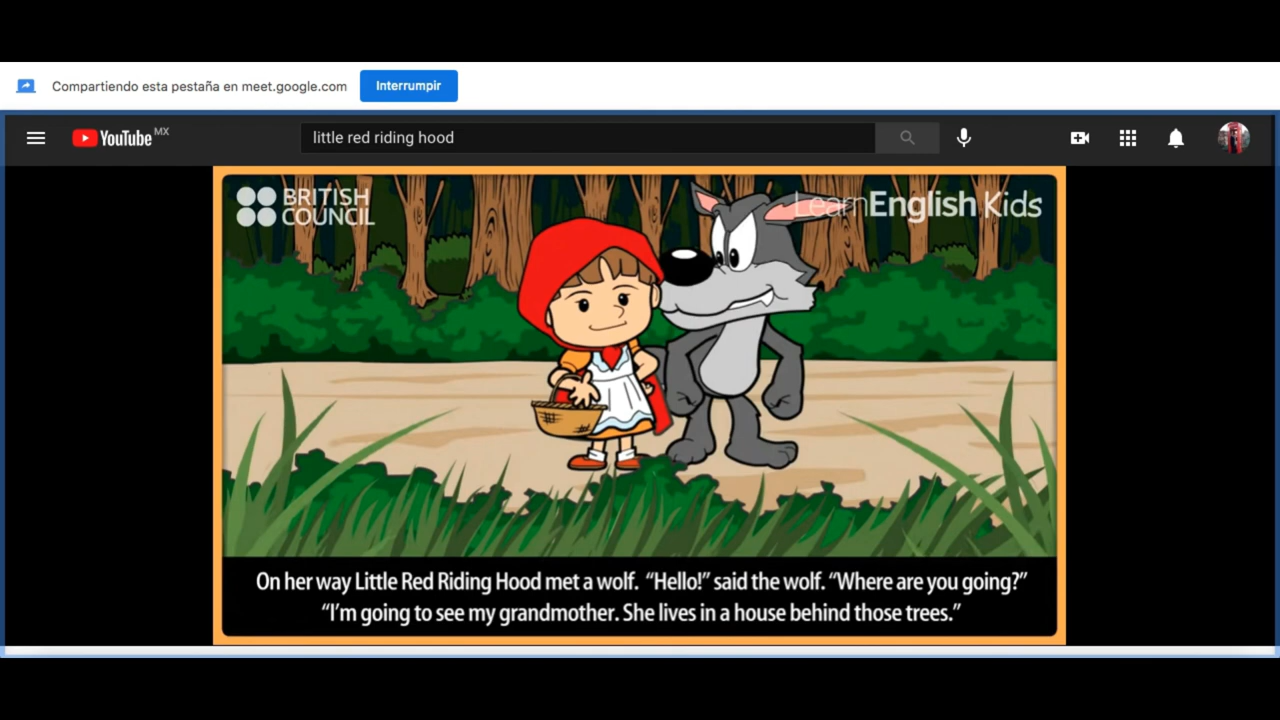 Compartiendo esta pestaña en meet.google.com
Interrumpir
YouTube MX
little red riding hood
BRITISH
COUNCIL
LearnEnglish Kids
On her way Little Red Riding Hood met a wolf. “Hello!” said the wolf. “Where are you going?”
“I’m going to see my grandmother. She lives in a house behind those trees.”